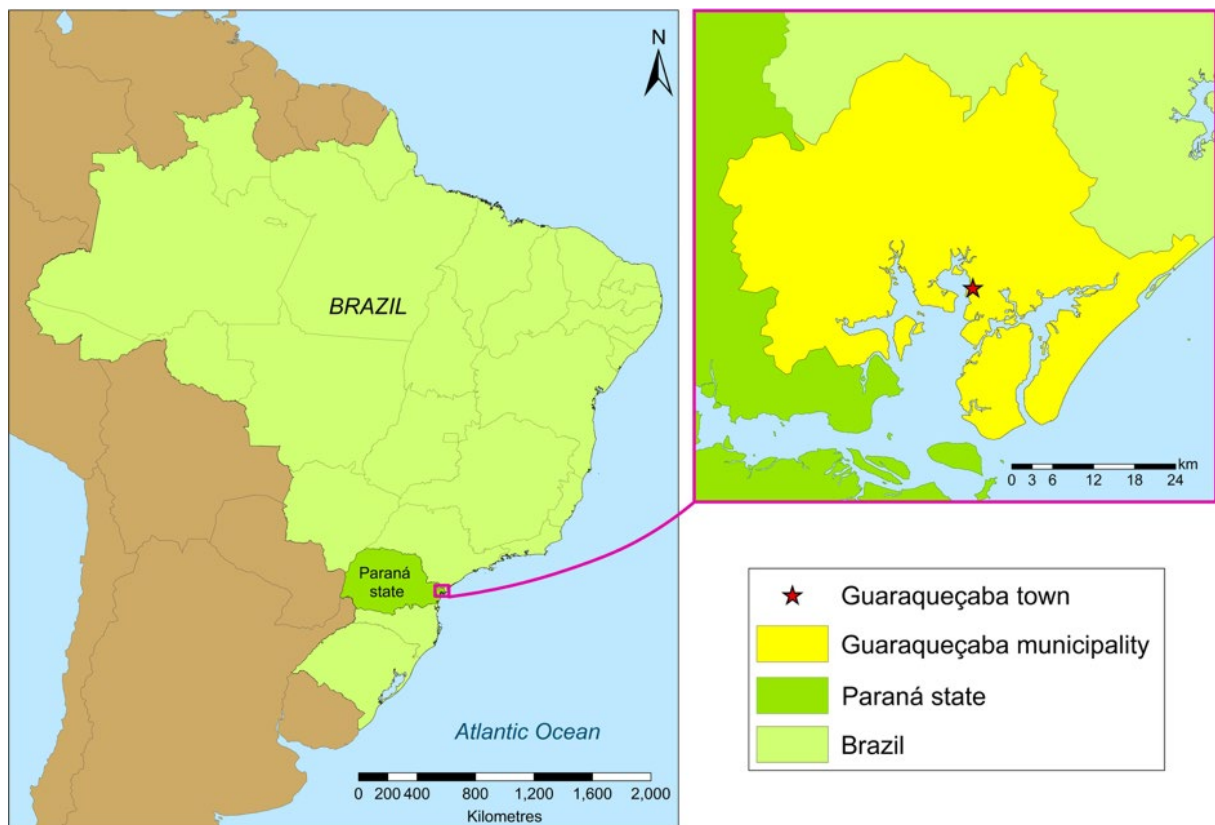 N
BRAZIL
Paraná
state
Atlantic Ocean
0 200 400 800 1,200 1,600 2,000
Kilometres
km
0 3 6 12 18 24
Guaraqueçaba town
Guaraqueçaba municipality
Paraná state
Brazil